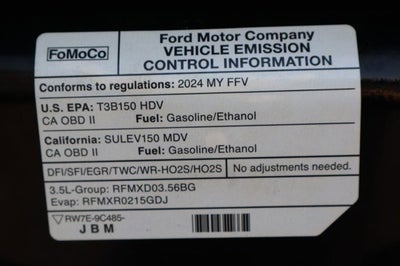 FoMoCo
Ford Motor Company
VEHICLE EMISSION
CONTROL INFORMATION
Conforms to regulations: 2024 MY FFV
U.S. EPA: T3B150 HDV
CA OBD II Fuel: Gasoline/Ethanol
California: SULEV150 MDV
CA OBD II Fuel: Gasoline/Ethanol
DFI/SFI/EGR/TWC/WR-HO2S/HO2S No adjustments needed.
3.5L-Group: RFMXD03.56BG
Evap: RFMXR0215GDJ
RW7E-9C485-
JBM